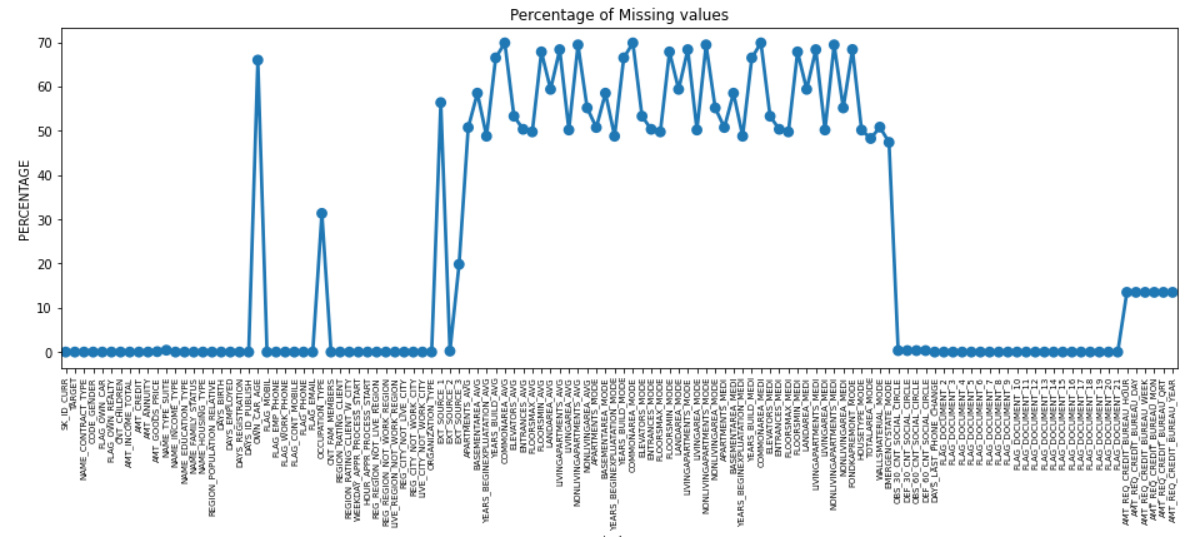 Percentage of Missing values
PERCENTAGE
70
60
50
40
30
20
10
0
SK_ID_CURR
TARGET
NAME_CONTRACT_TYPE
CODE_GENDER
FLAG_OWN_CAR
FLAG_OWN_REALTY
CNT_CHILDREN
AMT_INCOME_TOTAL
AMT_CREDIT
AMT_ANNUITY
AMT_GOODS_PRICE
NAME_TYPE_SUITE
NAME_INCOME_TYPE
NAME_EDUCATION_TYPE
NAME_FAMILY_STATUS
NAME_HOUSING_TYPE
REGION_POPULATION_RELATIVE
DAYS_BIRTH
DAYS_EMPLOYED
DAYS_REGISTRATION
DAYS_ID_PUBLISH
OWN_CAR_AGE
FLAG_MOBIL
FLAG_EMP_PHONE
FLAG_WORK_PHONE
FLAG_CONT_MOBILE
FLAG_PHONE
FLAG_EMAIL
OCCUPATION_TYPE
CNT_FAM_MEMBERS
REGION_RATING_CLIENT
REGION_RATING_CLIENT_W_CITY
WEEKDAY_APPR_PROCESS_START
HOUR_APPR_PROCESS_START
REG_REGION_NOT_LIVE_REGION
REG_REGION_NOT_WORK_REGION
LIVE_REGION_NOT_WORK_REGION
REG_CITY_NOT_LIVE_CITY
REG_CITY_NOT_WORK_CITY
LIVE_CITY_NOT_WORK_CITY
ORGANIZATION_TYPE
EXT_SOURCE_1
EXT_SOURCE_2
EXT_SOURCE_3
APARTMENTS_AVG
BASEMENTAREA_AVG
YEARS_BEGINEXPLUATATION_AVG
YEARS_BUILD_AVG
COMMONAREA_AVG
ELEVATORS_AVG
ENTRANCES_AVG
FLOORSMAX_AVG
FLOORSMIN_AVG
LANDAREA_AVG
LIVINGAPARTMENTS_AVG
LIVINGAREA_AVG
NONLIVINGAPARTMENTS_AVG
NONLIVINGAREA_AVG
APARTMENTS_MODE
BASEMENTAREA_MODE
YEARS_BEGINEXPLUATATION_MODE
YEARS_BUILD_MODE
COMMONAREA_MODE
ELEVATORS_MODE
ENTRANCES_MODE
FLOORSMAX_MODE
FLOORSMIN_MODE
LANDAREA_MODE
LIVINGAPARTMENTS_MODE
LIVINGAREA_MODE
NONLIVINGAPARTMENTS_MODE
NONLIVINGAREA_MODE
APARTMENTS_MEDI
BASEMENTAREA_MEDI
YEARS_BEGINEXPLUATATION_MEDI
YEARS_BUILD_MEDI
COMMONAREA_MEDI
ELEVATORS_MEDI
ENTRANCES_MEDI
FLOORSMAX_MEDI
FLOORSMIN_MEDI
LANDAREA_MEDI
LIVINGAPARTMENTS_MEDI
LIVINGAREA_MEDI
NONLIVINGAPARTMENTS_MEDI
NONLIVINGAREA_MEDI
FONDKAPREMONT_MODE
HOUSETYPE_MODE
TOTALAREA_MODE
WALLSMATERIAL_MODE
EMERGENCYSTATE_MODE
OBS_30_CNT_SOCIAL_CIRCLE
DEF_30_CNT_SOCIAL_CIRCLE
OBS_60_CNT_SOCIAL_CIRCLE
DEF_60_CNT_SOCIAL_CIRCLE
DAYS_LAST_PHONE_CHANGE
FLAG_DOCUMENT_2
FLAG_DOCUMENT_3
FLAG_DOCUMENT_4
FLAG_DOCUMENT_5
FLAG_DOCUMENT_6
FLAG_DOCUMENT_7
FLAG_DOCUMENT_8
FLAG_DOCUMENT_9
FLAG_DOCUMENT_10
FLAG_DOCUMENT_11
FLAG_DOCUMENT_12
FLAG_DOCUMENT_13
FLAG_DOCUMENT_14
FLAG_DOCUMENT_15
FLAG_DOCUMENT_16
FLAG_DOCUMENT_17
FLAG_DOCUMENT_18
FLAG_DOCUMENT_19
FLAG_DOCUMENT_20
FLAG_DOCUMENT_21
AMT_REQ_CREDIT_BUREAU_HOUR
AMT_REQ_CREDIT_BUREAU_DAY
AMT_REQ_CREDIT_BUREAU_WEEK
AMT_REQ_CREDIT_BUREAU_MON
AMT_REQ_CREDIT_BUREAU_QRT
AMT_REQ_CREDIT_BUREAU_YEAR